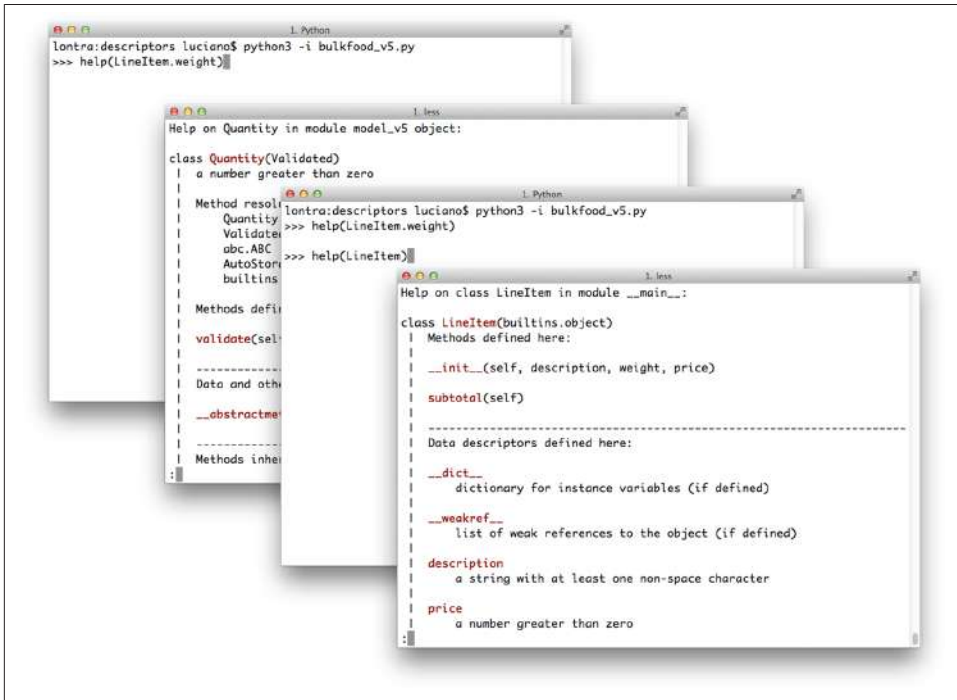 1. Python
lontra:descriptors luciano$ python3 -i bulkfood_v5.py
>>> help(LineItem.weight)
1. less
Help on Quantity in module model_v5 object:
class Quantity(Validated)
| a number greater than zero
|
| Method resol
| Quantity
| Validated
| abc.ABC
| AutoStora
| builtins
|
| Methods defi
|
| validate(sel
|
| ------------
| Data and othe
|
| __abstractme
|
| ------------
| Methods inhe
:
1. Python
lontra:descriptors luciano$ python3 -i bulkfood_v5.py
>>> help(LineItem.weight)
>>> help(LineItem)
1. less
Help on class LineItem in module __main__:
class LineItem(builtins.object)
| Methods defined here:
|
| __init__(self, description, weight, price)
|
| subtotal(self)
|
| ----------------------------------------------------------------------
| Data descriptors defined here:
|
| __dict__
| dictionary for instance variables (if defined)
|
| __weakref__
| list of weak references to the object (if defined)
|
| description
| a string with at least one non-space character
|
| price
| a number greater than zero
: